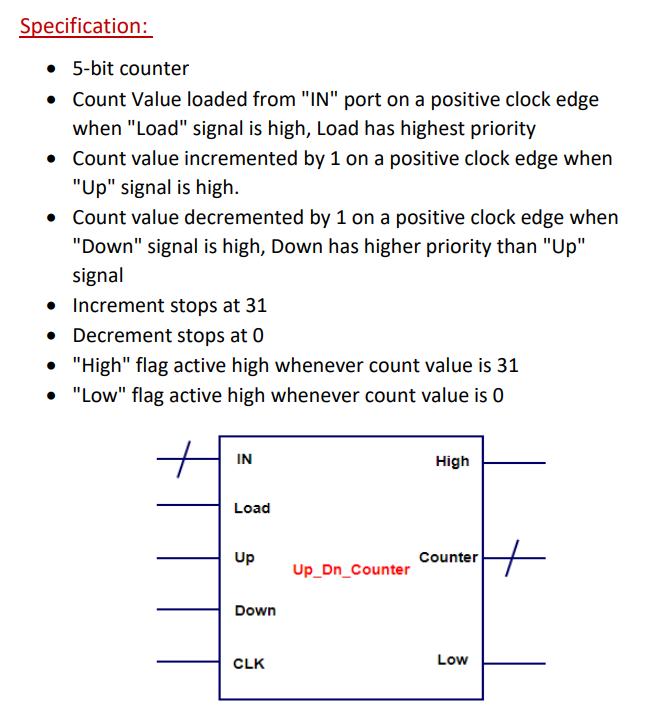 Specification:
• 5-bit counter
• Count Value loaded from "IN" port on a positive clock edge
when "Load" signal is high, Load has highest priority
• Count value incremented by 1 on a positive clock edge when
"Up" signal is high.
• Count value decremented by 1 on a positive clock edge when
"Down" signal is high, Down has higher priority than "Up"
signal
• Increment stops at 31
• Decrement stops at 0
• "High" flag active high whenever count value is 31
• "Low" flag active high whenever count value is 0
IN
High
Load
Up
Counter
Up_Dn_Counter
Down
CLK
Low